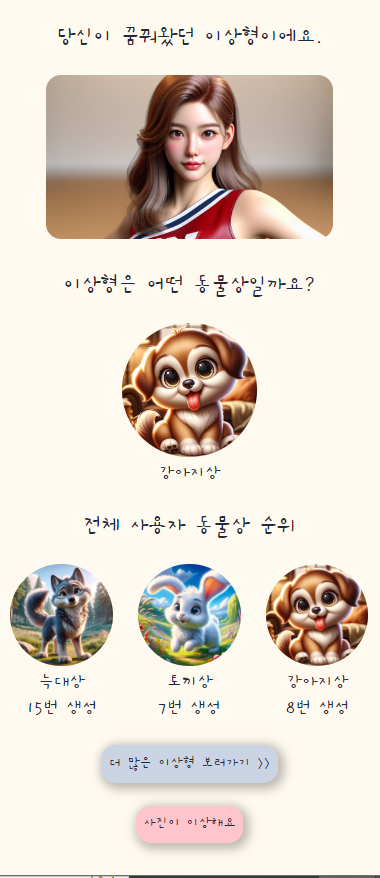 당신이 꿈꿔왔던 이상형이에요.
이상형은 어떤 동물상일까요?
강아지상
전체 사용자 동물상 순위
늑대상
토끼상
강아지상
15번 생성
7번 생성
8번 생성
더 많은 이상형 보러가기 >>
사진이 이상해요